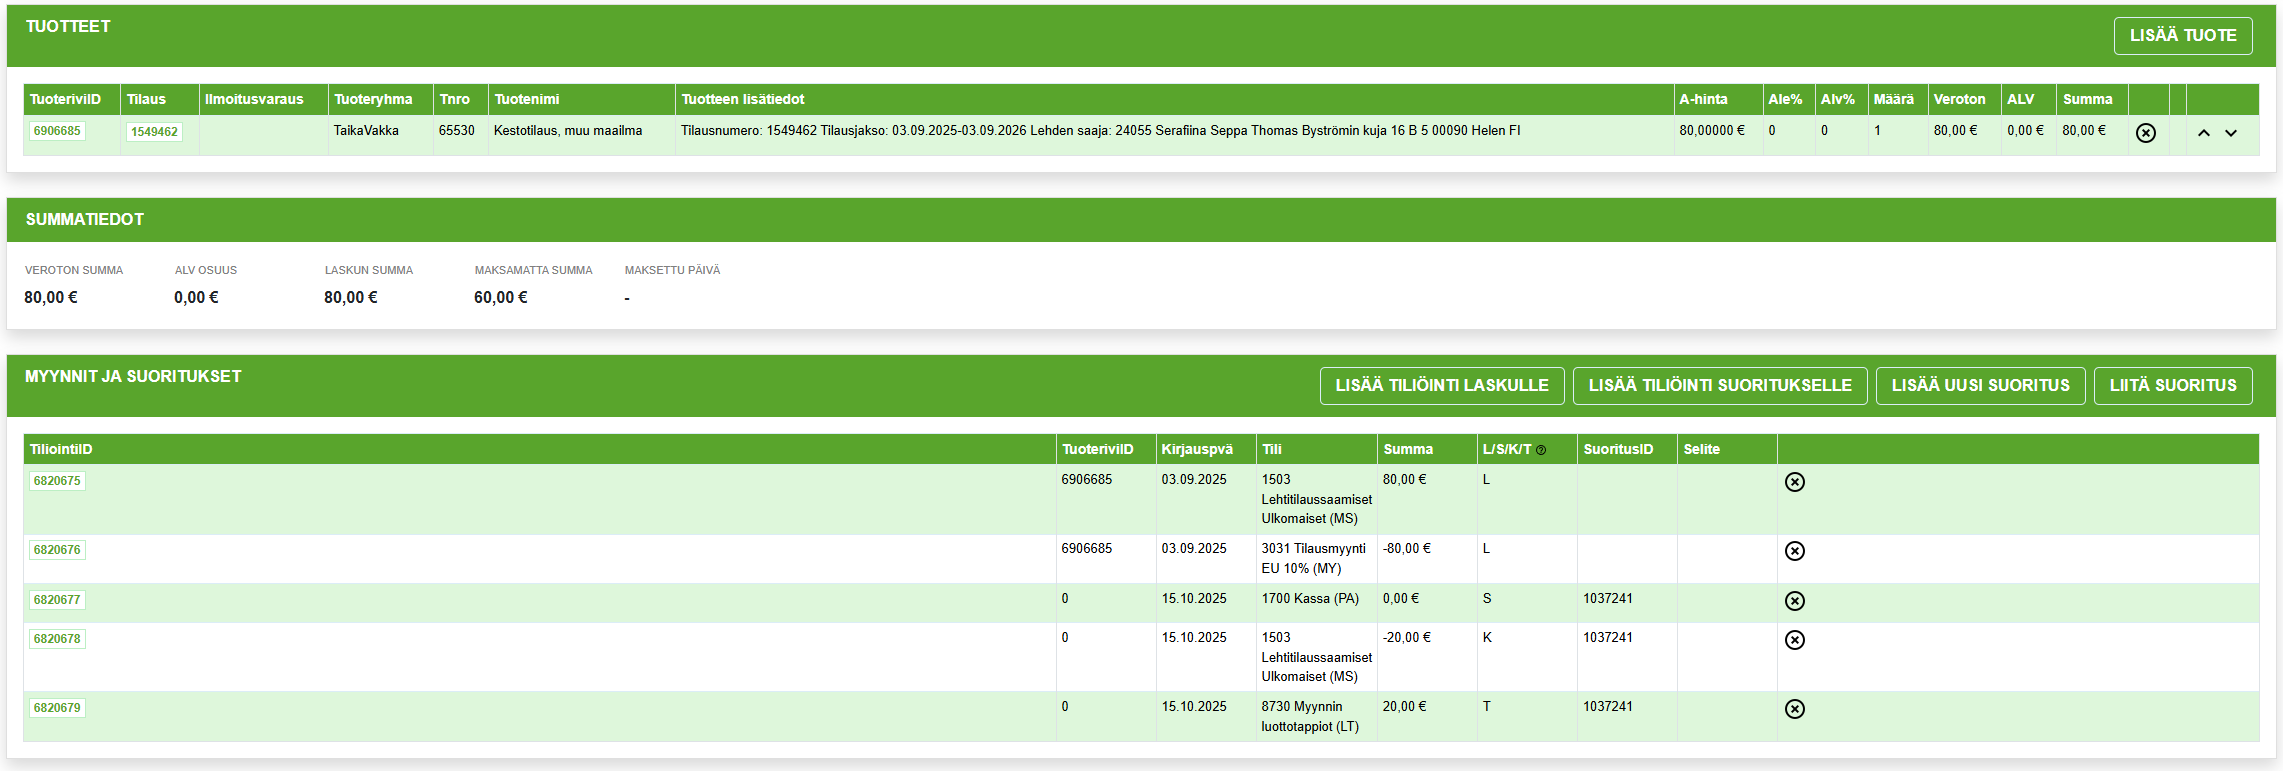 TUOTTEET
LISÄÄ TUOTE
TuoteriviID Tilaus Ilmoitusvaraus Tuoteryhma Tnro Tuotenimi Tuotteen lisätiedot A-hinta Ale% Alv% Määrä Veroton ALV Summa
6906685 1549462 TaikaVakka 65530 Kestotilaus, muu maailma Tilausnumero: 1549462 Tilausjakso: 03.09.2025-03.09.2026 Lehden saaja: 24055 Serafiina Seppa Thomas Byströmin kuja 16 B 5 00090 Helen FI 80,00000 € 0 0 1 80,00 € 0,00 € 80,00 €
SUMMATIEDOT
VEROTON SUMMA ALV OSUUS LASKUN SUMMA MAKSAMATTA SUMMA MAKSETTU PÄIVÄ
80,00 € 0,00 € 80,00 € 60,00 € -
MYYNNIT JA SUORITUKSET
LISÄÄ TILIÖINTI LASKULLE LISÄÄ TILIÖINTI SUORITUKSELLE LISÄÄ UUSI SUORITUS LIITÄ SUORITUS
TiliointiID TuoteriviID Kirjauspvä Tili Summa L/S/K/T SuoritusID Selite
6820675 6906685 03.09.2025 1503 80,00 € L
Lehtitilaussaamiset
Ulkomaiset (MS)
6820676 6906685 03.09.2025 3031 Tilausmyynti -80,00 € L
EU 10% (MY)
6820677 0 15.10.2025 1700 Kassa (PA) 0,00 € S 1037241
6820678 0 15.10.2025 1503 -20,00 € K 1037241
Lehtitilaussaamiset
Ulkomaiset (MS)
6820679 0 15.10.2025 8730 Myynnin 20,00 € T 1037241
luottotappiot (LT)